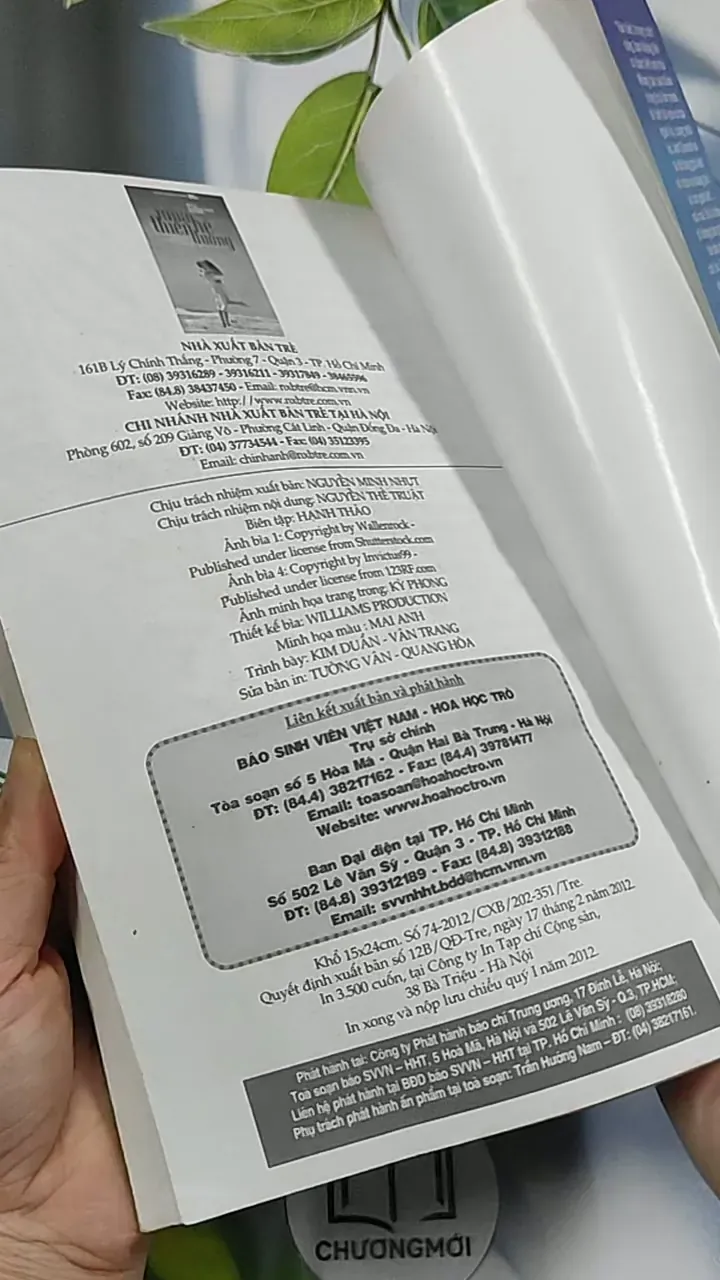 thiên đường
NHÀ XUẤT BẢN TRẺ
161B Lý Chính Thắng - Phường 7 - Quận 3 - TP. Hồ Chí Minh
ĐT: (08) 39316289 - 39316211 - 39317849 - 38465596
Fax: (84.8) 38437450 - Email: nxbtre@hcm.vnn.vn
Website: http://www.nxbtre.com.vn
CHI NHÁNH NHÀ XUẤT BẢN TRẺ TẠI HÀ NỘI
Phòng 602, số 209 Giảng Võ - Phường Cát Linh - Quận Đống Đa - Hà Nội
ĐT: (04) 37734544 - Fax: (04) 35123395
Email: chinhanh@nxbtre.com.vn
Chịu trách nhiệm xuất bản: NGUYỄN MINH NHỰT
Chịu trách nhiệm nội dung: NGUYỄN THẾ TRUẬT
Biên tập: HẠNH THẢO
Ảnh bìa 1: Copyright by Wallenrock -
Published under license from Shutterstock.com
Ảnh bìa 4: Copyright by Invictus99 -
Published under license from 123RF.com
Ảnh minh họa trang trong: KỲ PHONG
Thiết kế bìa: WILLIAMS PRODUCTION
Minh họa màu : MAI ANH
Trình bày: KIM DUẨN - VÂN TRANG
Sửa bản in: TƯỜNG VÂN - QUANG HÒA
Liên kết xuất bản và phát hành
BÁO SINH VIÊN VIỆT NAM - HOA HỌC TRÒ
Trụ sở chính
Tòa soạn số 5 Hòa Mã - Quận Hai Bà Trưng - Hà Nội
ĐT: (84.4) 38217162 - Fax: (84.4) 39781477
Email: toasoan@hoahoctro.vn
Website: www.hoahoctro.vn
Ban Đại diện tại TP. Hồ Chí Minh
Số 502 Lê Văn Sỹ - Quận 3 - TP. Hồ Chí Minh
ĐT: (84.8) 39312189 - Fax: (84.8) 39312188
Email: svvnhht.bdd@hcm.vnn.vn
Khổ 15x24cm. Số 74-2012/CXB/202-351/Tre.
Quyết định xuất bản số 12B/QĐ-Tre, ngày 17 tháng 2 năm 2012.
In 3.500 cuốn, tại Công ty In Tạp chí Cộng sản,
38 Bà Triệu - Hà Nội
In xong và nộp lưu chiểu quý I năm 2012.
Phát hành tại: Công ty Phát hành báo chí Trung ương, 17 Đinh Lễ, Hà Nội;
Toà soạn báo SVVN – HHT, 5 Hoà Mã, Hà Nội và 502 Lê Văn Sỹ - Q.3, TP.HCM;
Liên hệ phát hành tại BĐD báo SVVN – HHT tại TP. Hồ Chí Minh : (08) 39318280
Phụ trách phát hành ấn phẩm tại toà soạn: Trần Hướng Nam – ĐT: (04) 38217161.
CHƯƠNGMỚI